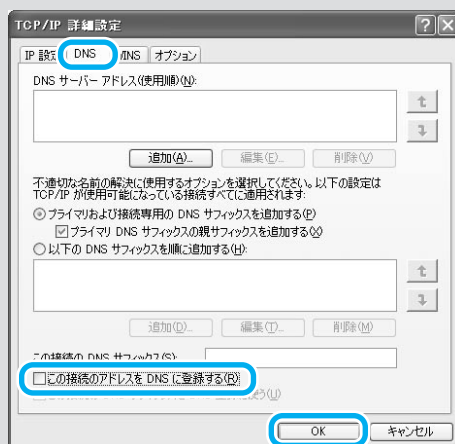 TCP/IP 詳細設定
IP 設定 DNS WINS オプション
DNS サーバー アドレス(使用順)(N):
追加(A)... 編集(E)... 削除(V)
不適切な名前の解決に使用するオプションを選択してください。以下の設定は
TCP/IP が使用可能になっている接続すべてに適用されます:
プライマリおよび接続専用の DNS サフィックスを追加する(P)
プライマリ DNS サフィックスの親サフィックスを追加する(X)
以下の DNS サフィックスを順に追加する(H):
追加(D)... 編集(T)... 削除(M)
この接続の DNS サフィックス(S):
この接続のアドレスを DNS に登録する(R)
使う(U)
OK キャンセル